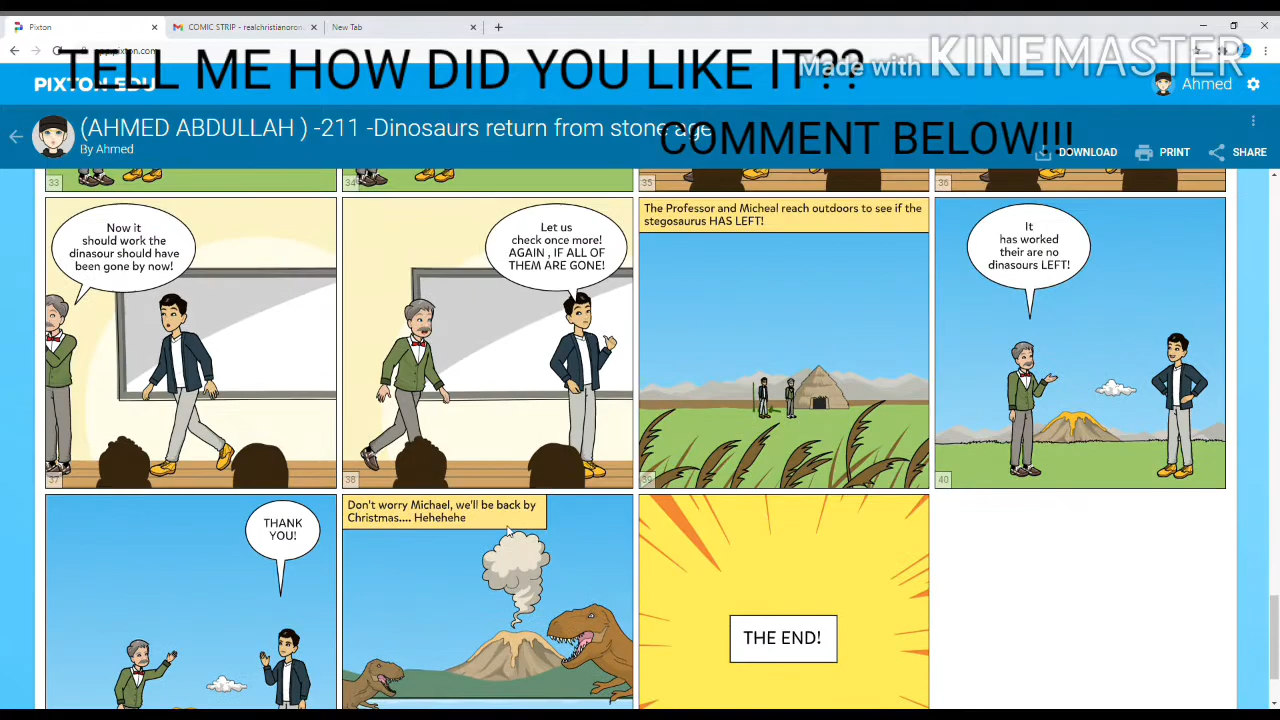 Pixton
COMIC STRIP - realchristianoron
New Tab
app.pixton.com
TELL ME HOW DID YOU LIKE IT??
Made with KINEMASTER
PIXTON EDU
Ahmed
(AHMED ABDULLAH ) -211 -Dinosaurs return from stone age
By Ahmed
COMMENT BELOW!!!
DOWNLOAD
PRINT
SHARE
33
34
35
36
Now it
should work the
dinasour should have
been gone by now!
37
Let us
check once more!
AGAIN , IF ALL OF
THEM ARE GONE!
38
The Professor and Micheal reach outdoors to see if the
stegosaurus HAS LEFT!
39
It
has worked
their are no
dinasours LEFT!
40
THANK
YOU!
Don't worry Michael, we'll be back by
Christmas.... Hehehehe
THE END!